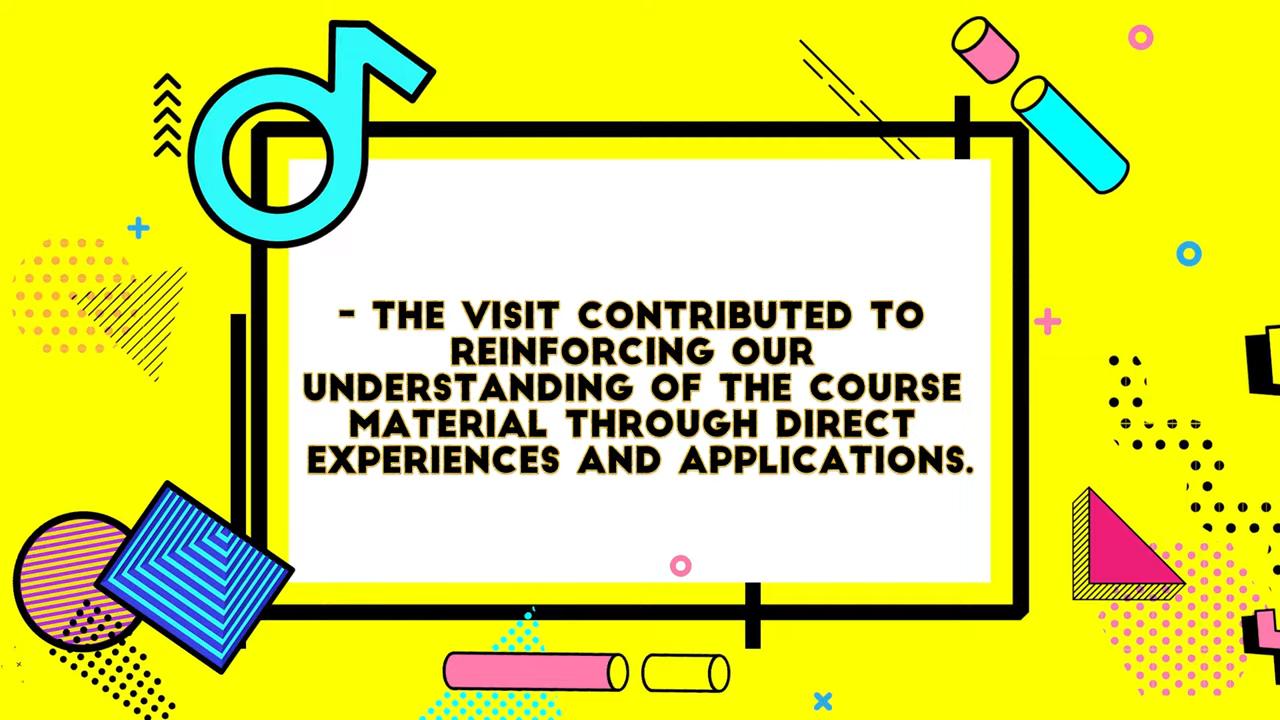 - THE VISIT CONTRIBUTED TO
REINFORCING OUR
UNDERSTANDING OF THE COURSE
MATERIAL THROUGH DIRECT
EXPERIENCES AND APPLICATIONS.